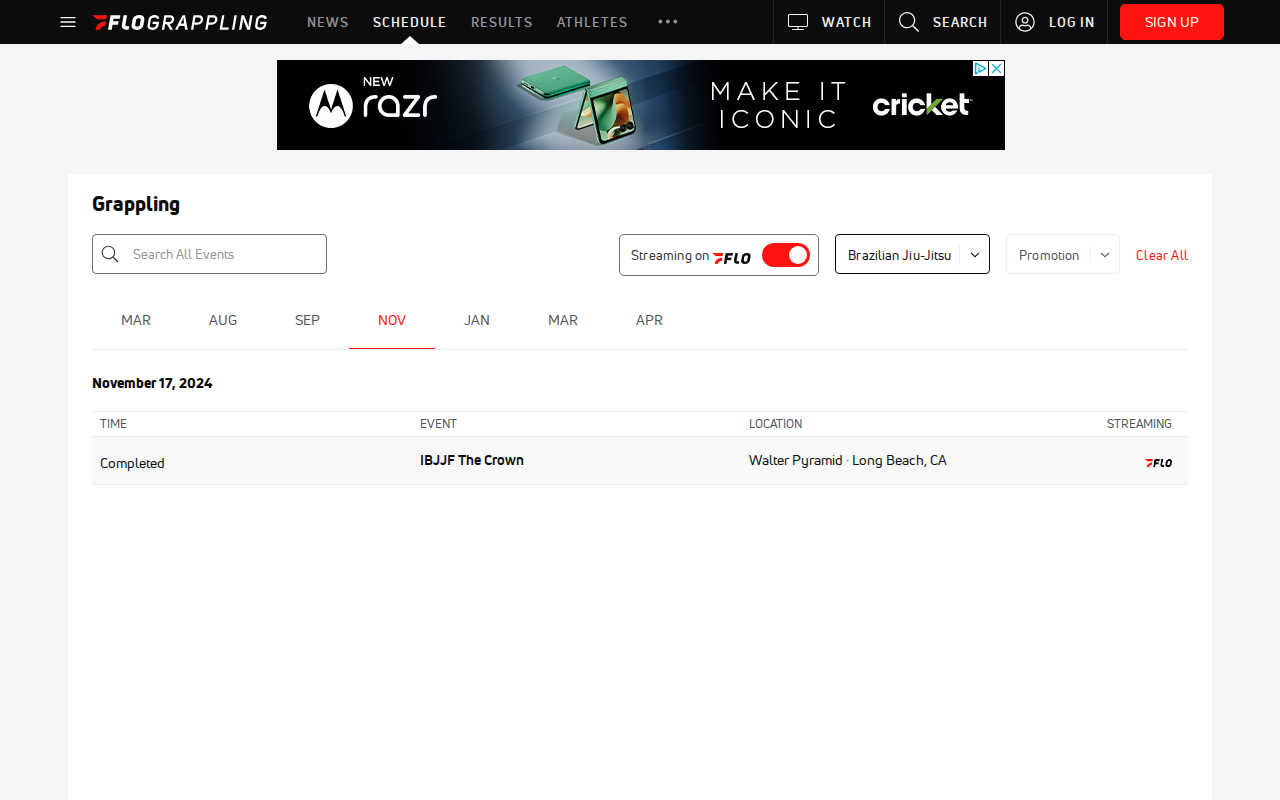 FLOGRAPPLING NEWS SCHEDULE RESULTS ATHLETES WATCH SEARCH LOG IN SIGN UP
NEW
razr
MAKE IT
ICONIC
cricket
Grappling
Search All Events
Streaming on FLO
Brazilian Jiu-Jitsu
Promotion
Clear All
MAR AUG SEP NOV JAN MAR APR
November 17, 2024
TIME EVENT LOCATION STREAMING
Completed IBJJF The Crown Walter Pyramid · Long Beach, CA FLO